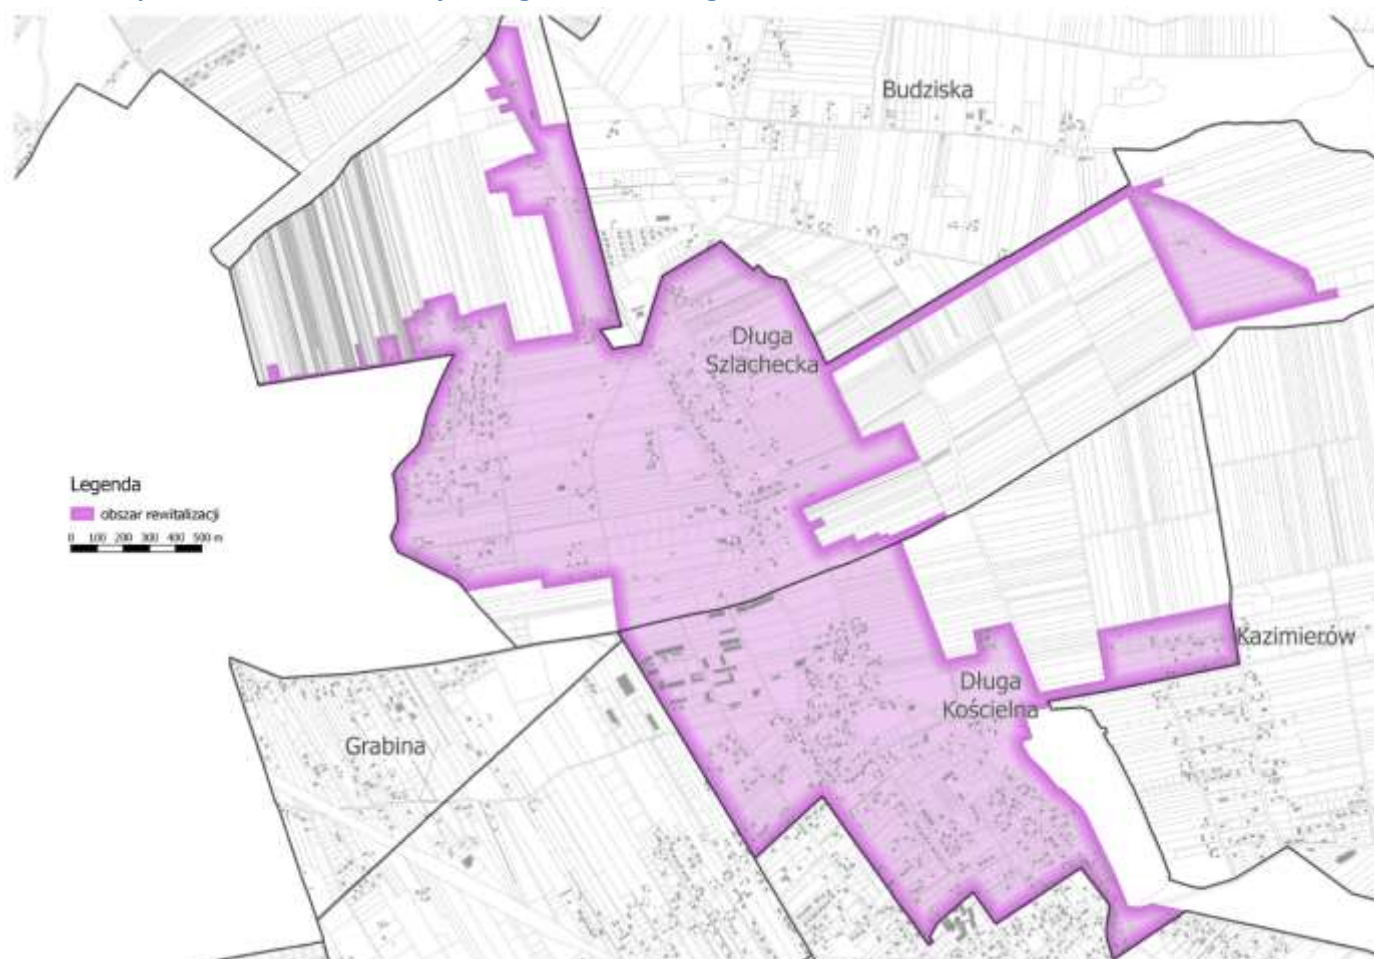 Budziska
Długa
Szlachecka
Legenda
obszar rewitalizacji
0 100 200 300 400 500 m
Kazimierów
Długa
Kościelna
Grabina